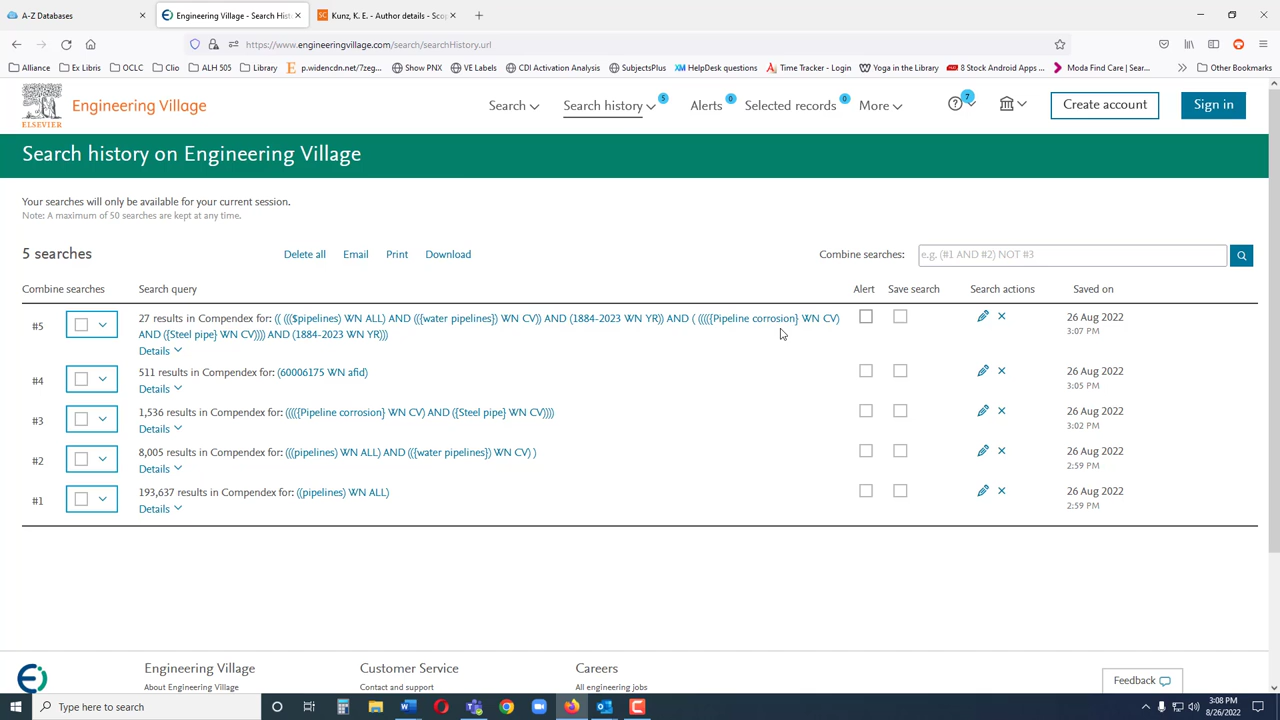 A-Z Databases
Engineering Village - Search Hist
Kunz, K. E. - Author details - Sco
https://www.engineeringvillage.com/search/searchHistory.url
Alliance
Ex Libris
OCLC
Clio
ALH 505
Library
p.widencdn.net/7zeg...
Show PNX
VE Labels
CDI Activation Analysis
SubjectsPlus
HelpDesk questions
Time Tracker - Login
Yoga in the Library
8 Stock Android Apps ...
Moda Find Care | Sear...
Other Bookmarks
ELSEVIER
Engineering Village
Search
Search history
5
Alerts
0
Selected records
0
More
7
Create account
Sign in
Search history on Engineering Village
Your searches will only be available for your current session.
Note: A maximum of 50 searches are kept at any time.
5 searches
Delete all
Email
Print
Download
Combine searches:
e.g. (#1 AND #2) NOT #3
Combine searches
Search query
Alert
Save search
Search actions
Saved on
#5
27 results in Compendex for: (( ((($pipelines) WN ALL) AND (({water pipelines}) WN CV)) AND (1884-2023 WN YR)) AND ( (((({Pipeline corrosion} WN CV)
AND ({Steel pipe} WN CV)))) AND (1884-2023 WN YR)))
Details
26 Aug 2022
3:07 PM
#4
511 results in Compendex for: (60006175 WN afid)
Details
26 Aug 2022
3:05 PM
#3
1,536 results in Compendex for: ((((({Pipeline corrosion} WN CV) AND ({Steel pipe} WN CV))))
Details
26 Aug 2022
3:02 PM
#2
8,005 results in Compendex for: (((pipelines) WN ALL) AND (({water pipelines}) WN CV) )
Details
26 Aug 2022
2:59 PM
#1
193,637 results in Compendex for: ((pipelines) WN ALL)
Details
26 Aug 2022
2:59 PM
Engineering Village
About Engineering Village
Customer Service
Contact and support
Careers
All engineering jobs
Feedback
Type here to search
3:08 PM
8/26/2022